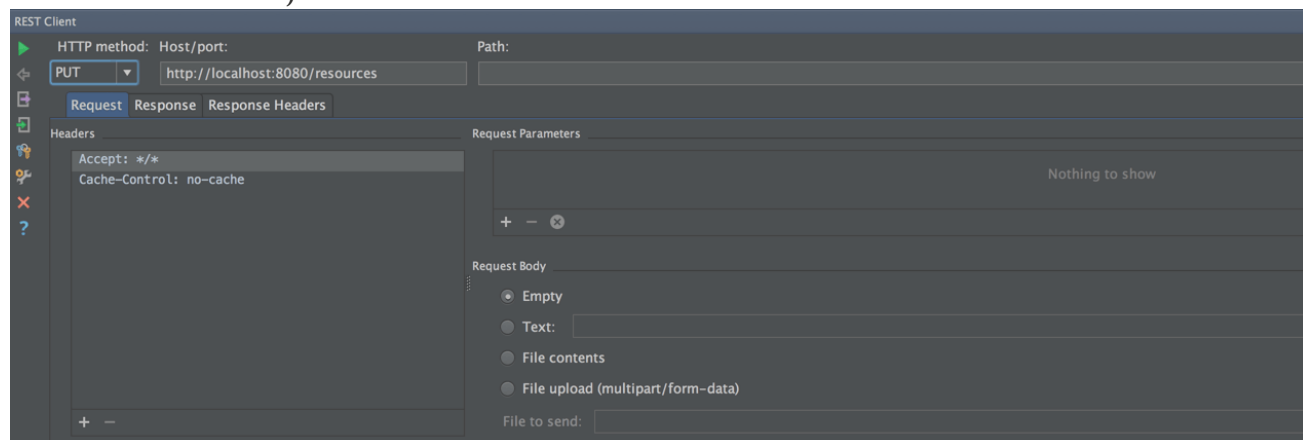 REST Client
HTTP method: Host/port: Path:
PUT http://localhost:8080/resources
Request Response Response Headers
Headers
Accept: */*
Cache-Control: no-cache
Request Parameters
Nothing to show
Request Body
Empty
Text:
File contents
File upload (multipart/form-data)
File to send: